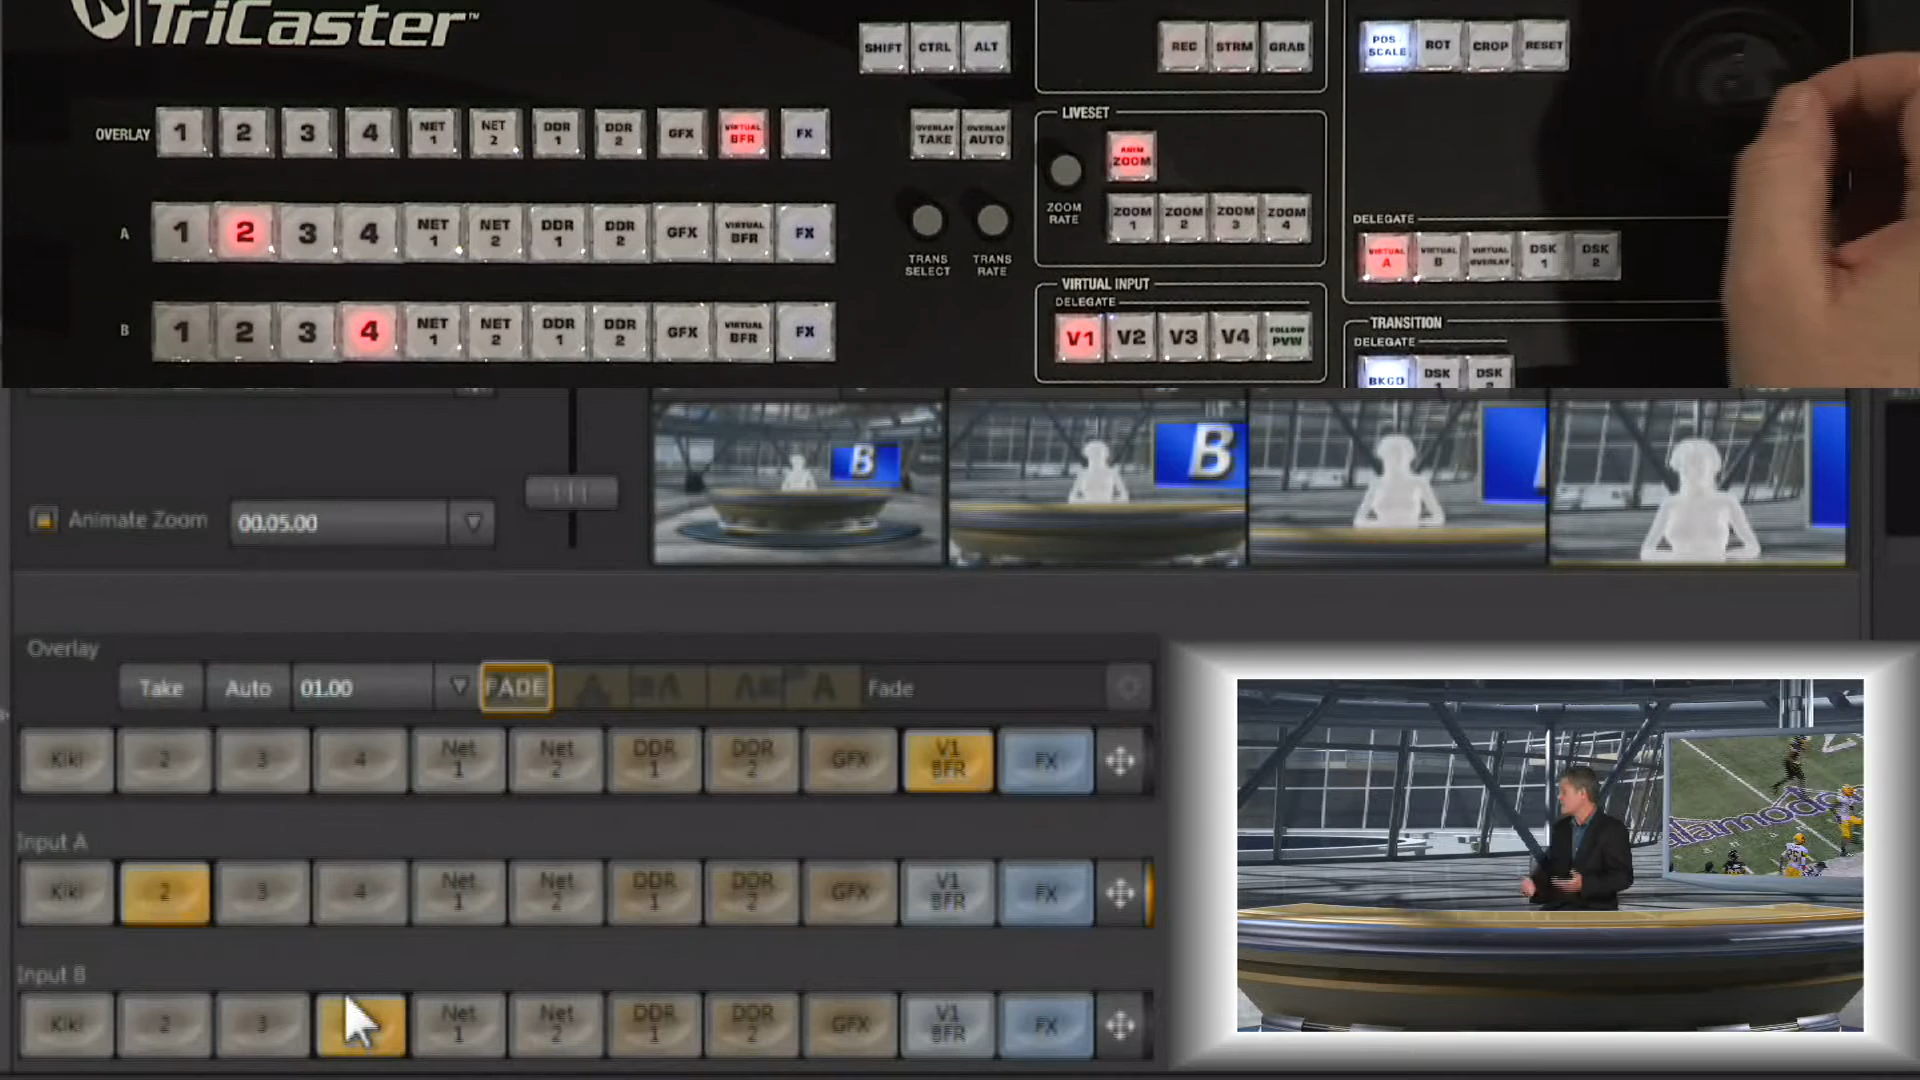 TriCaster™
SHIFT CTRL ALT
REC STRM GRAB
POS SCALE ROT CROP RESET
OVERLAY 1 2 3 4 NET 1 NET 2 DDR 1 DDR 2 GFX VIRTUAL BFR FX
OVERLAY TAKE OVERLAY AUTO
LIVESET
ANIM ZOOM
ZOOM RATE
ZOOM 1 ZOOM 2 ZOOM 3 ZOOM 4
A 1 2 3 4 NET 1 NET 2 DDR 1 DDR 2 GFX VIRTUAL BFR FX
TRANS SELECT TRANS RATE
DELEGATE
VIRTUAL A VIRTUAL B VIRTUAL OVERLAY DSK 1 DSK 2
VIRTUAL INPUT
DELEGATE
V1 V2 V3 V4 FOLLOW PVW
B 1 2 3 4 NET 1 NET 2 DDR 1 DDR 2 GFX VIRTUAL BFR FX
TRANSITION
DELEGATE
BKGD DSK DSK
B B
Animate Zoom 00.05.00
Overlay
Take Auto 01.00 FADE Fade
Kiki 2 3 4 Net 1 Net 2 DDR 1 DDR 2 GFX V1 BFR FX
Input A
Kiki 2 3 4 Net 1 Net 2 DDR 1 DDR 2 GFX V1 BFR FX
Input B
Kiki 2 3 Net 1 Net 2 DDR 1 DDR 2 GFX V1 BFR FX
alamodo